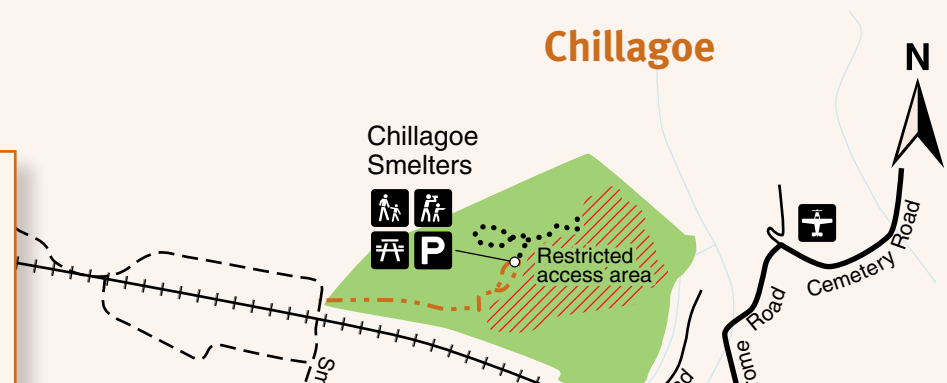 Chillagoe
N
Chillagoe
Smelters
P
Restricted
access area
Cemetery Road
Road